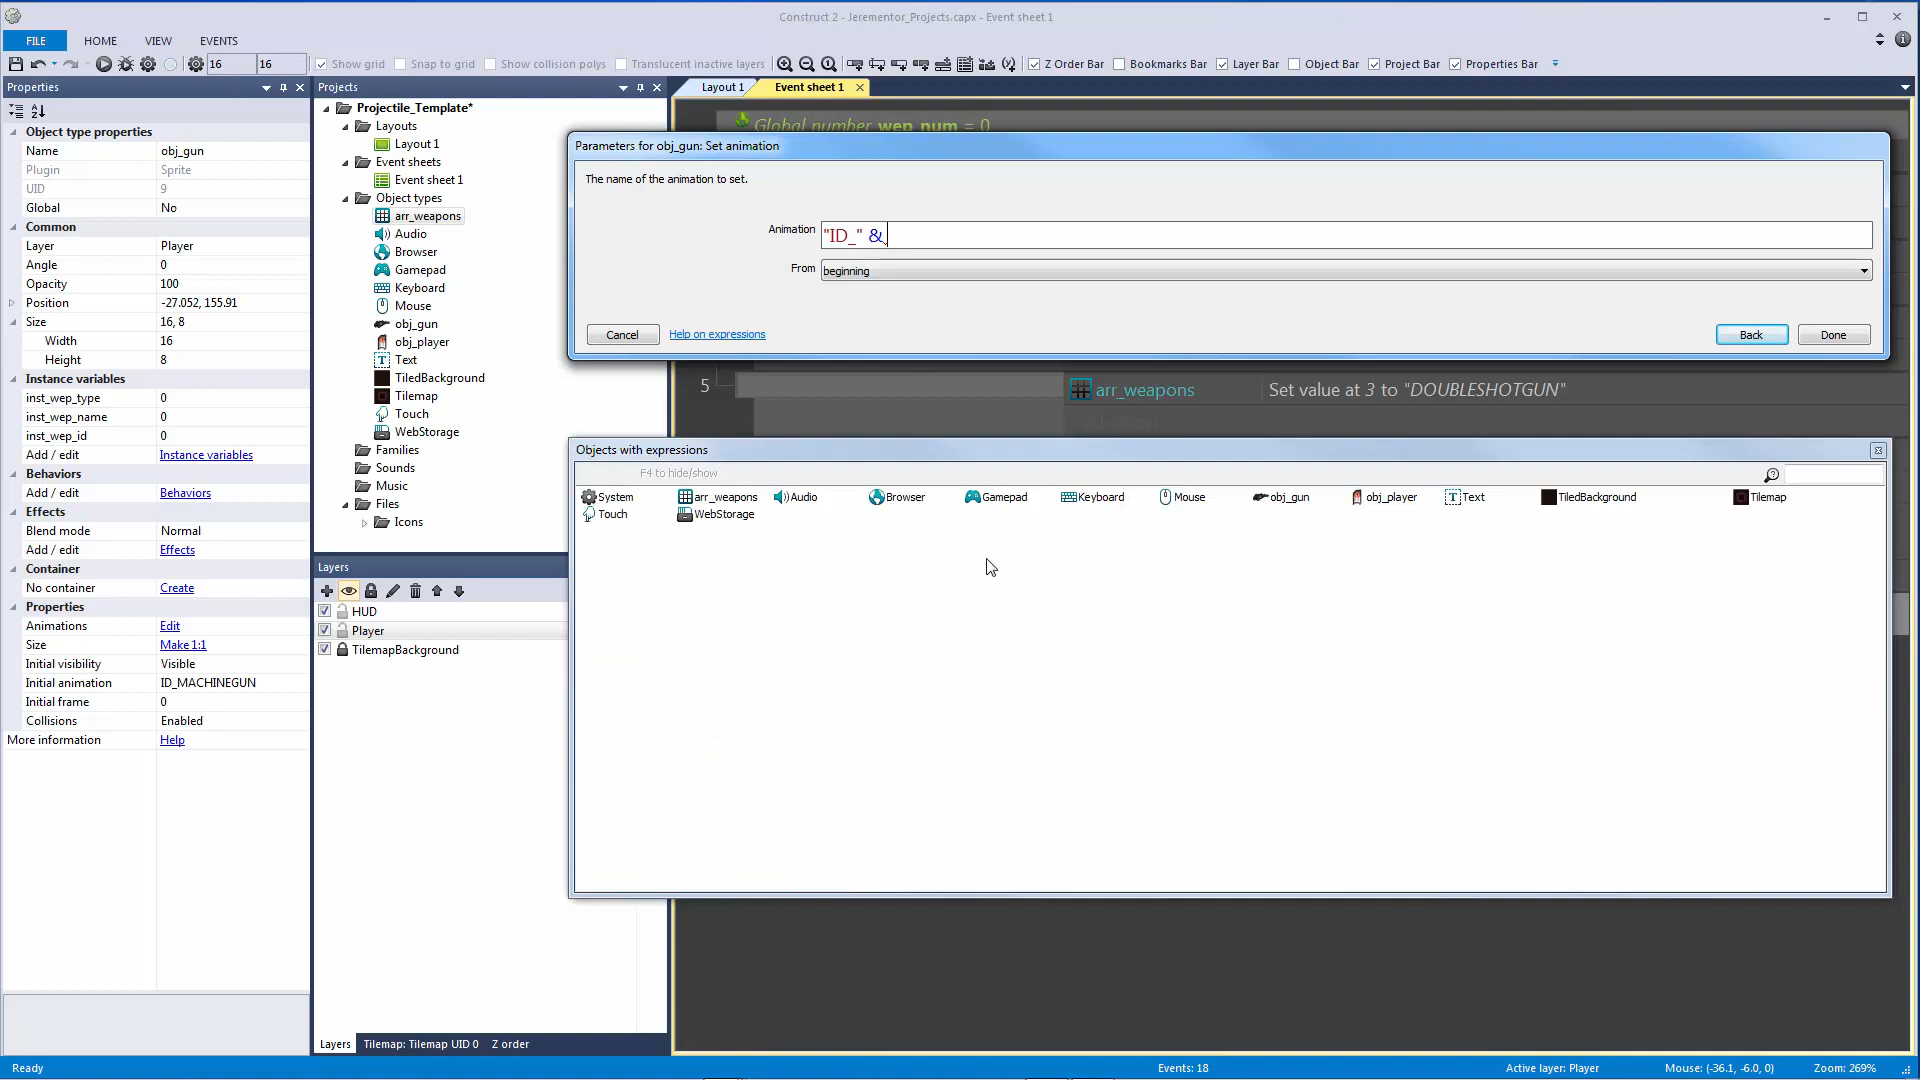 Construct 2 - Jerementor_Projects.capx - Event sheet 1
FILE HOME VIEW EVENTS
16 16 Show grid Snap to grid Show collision polys Translucent inactive layers Z Order Bar Bookmarks Bar Layer Bar Object Bar Project Bar Properties Bar
Properties
Object type properties
Name obj_gun
Plugin Sprite
UID 9
Global No
Common
Layer Player
Angle 0
Opacity 100
Position -27.052, 155.91
Size 16, 8
Width 16
Height 8
Instance variables
inst_wep_type 0
inst_wep_name 0
inst_wep_id 0
Add / edit Instance variables
Behaviors
Add / edit Behaviors
Effects
Blend mode Normal
Add / edit Effects
Container
No container Create
Properties
Animations Edit
Size Make 1:1
Initial visibility Visible
Initial animation ID_MACHINEGUN
Initial frame 0
Collisions Enabled
More information Help
Projects
Projectile_Template*
Layouts
Layout 1
Event sheets
Event sheet 1
Object types
arr_weapons
Audio
Browser
Gamepad
Keyboard
Mouse
obj_gun
obj_player
Text
TiledBackground
Tilemap
Touch
WebStorage
Families
Sounds
Music
Files
Icons
Layers
HUD
Player
TilemapBackground
Layers Tilemap: Tilemap UID 0 Z order
Layout 1 Event sheet 1
Global number wep_num = 0
Parameters for obj_gun: Set animation
The name of the animation to set.
Animation "ID_" &
From beginning
Cancel Help on expressions Back Done
5 arr_weapons Set value at 3 to "DOUBLESHOTGUN"
Objects with expressions
F4 to hide/show
System arr_weapons Audio Browser Gamepad Keyboard Mouse obj_gun obj_player Text TiledBackground Tilemap
Touch WebStorage
Ready Events: 18 Active layer: Player Mouse: (-36.1, -6.0, 0) Zoom: 269%